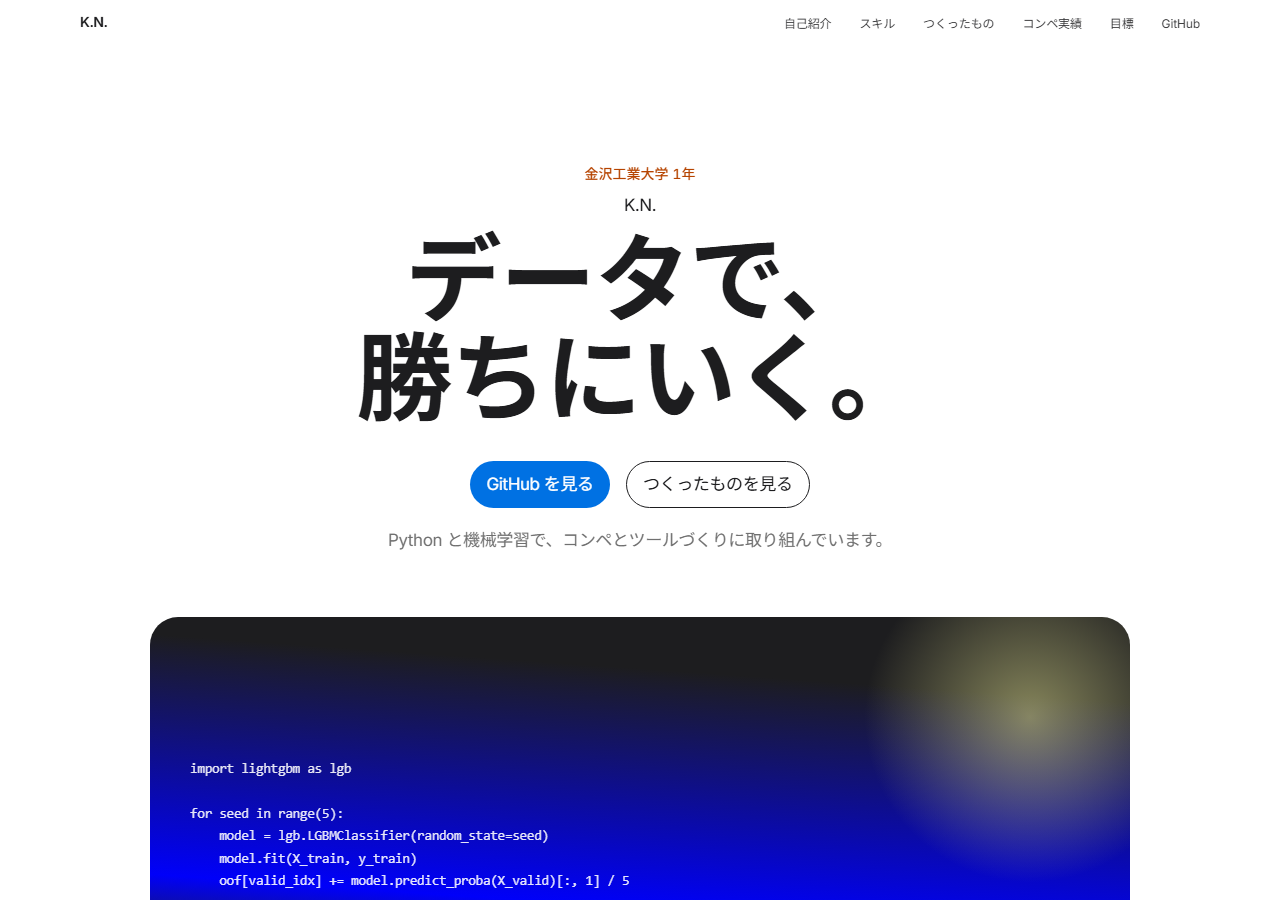 K.N.
自己紹介 スキル つくったもの コンペ実績 目標 GitHub
金沢工業大学 1年
K.N.
データで、
勝ちにいく。
GitHub を見る つくったものを見る
Python と機械学習で、コンペとツールづくりに取り組んでいます。
import lightgbm as lgb
for seed in range(5):
    model = lgb.LGBMClassifier(random_state=seed)
    model.fit(X_train, y_train)
    oof[valid_idx] += model.predict_proba(X_valid)[:, 1] / 5